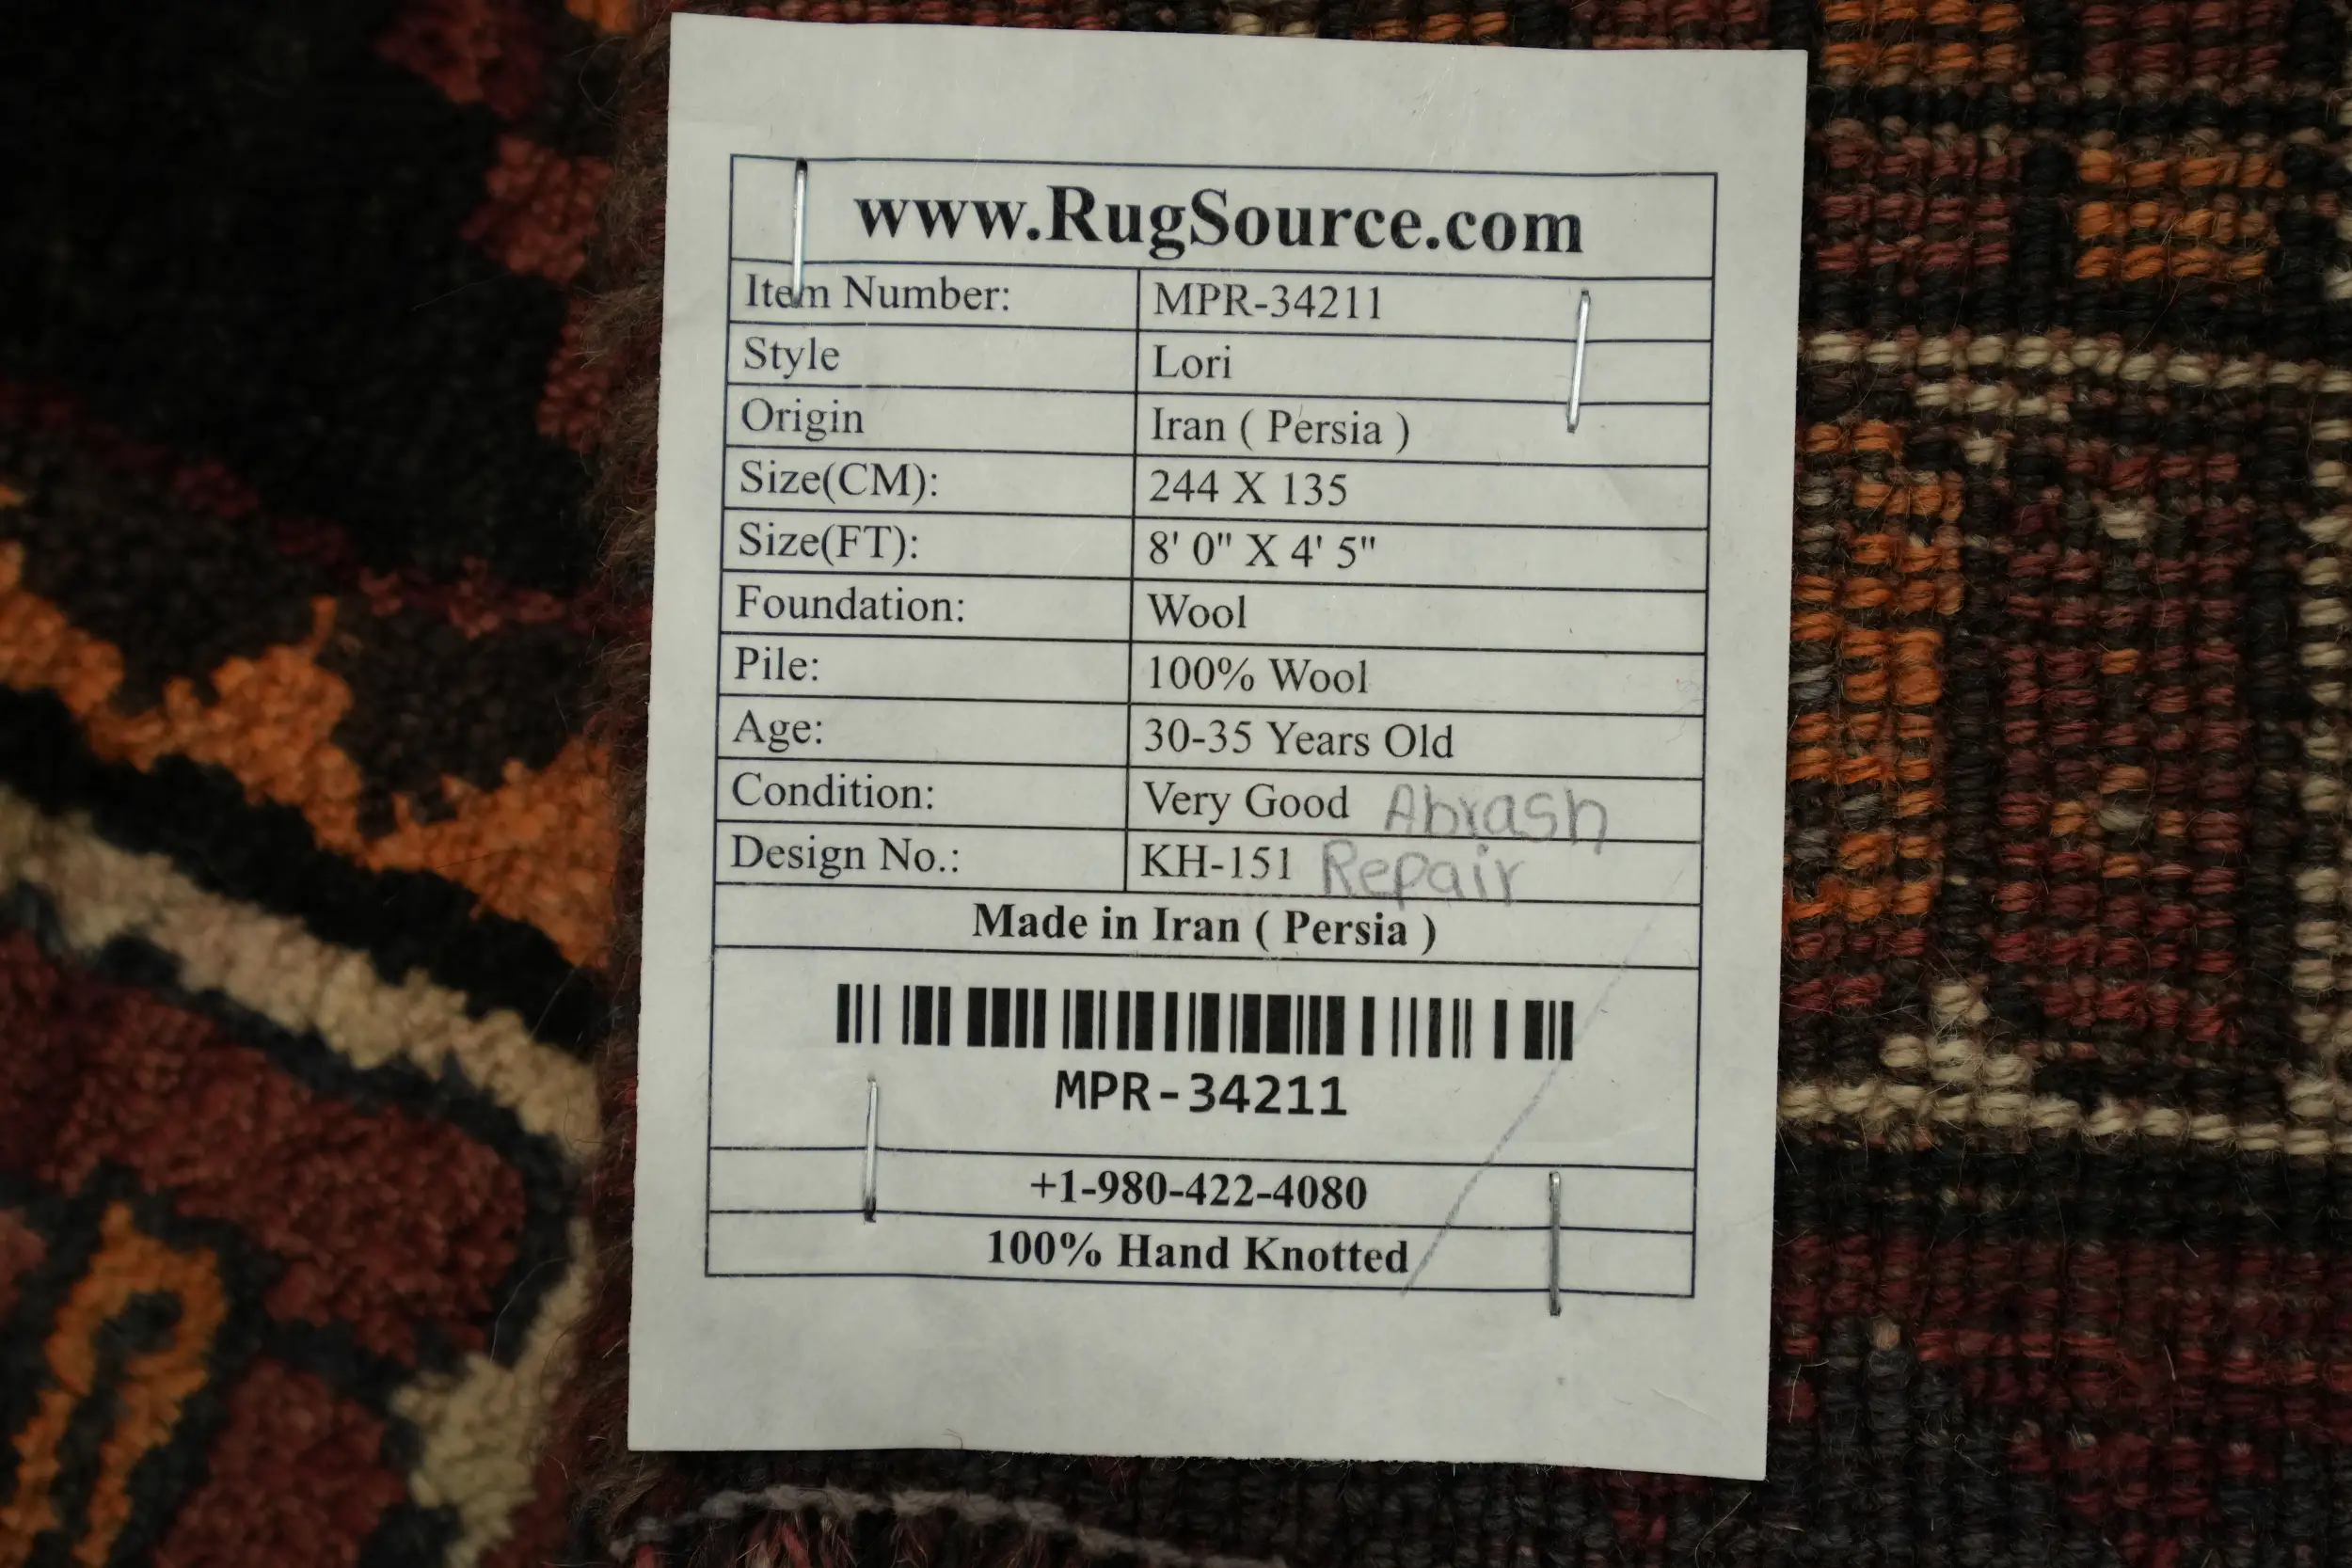 www.RugSource.com
Item Number: MPR-34211
Style Lori
Origin Iran ( Persia )
Size(CM): 244 X 135
Size(FT): 8' 0" X 4' 5"
Foundation: Wool
Pile: 100% Wool
Age: 30-35 Years Old
Condition: Very Good Abrash
Design No.: KH-151 Repair
Made in Iran ( Persia )
MPR-34211
+1-980-422-4080
100% Hand Knotted